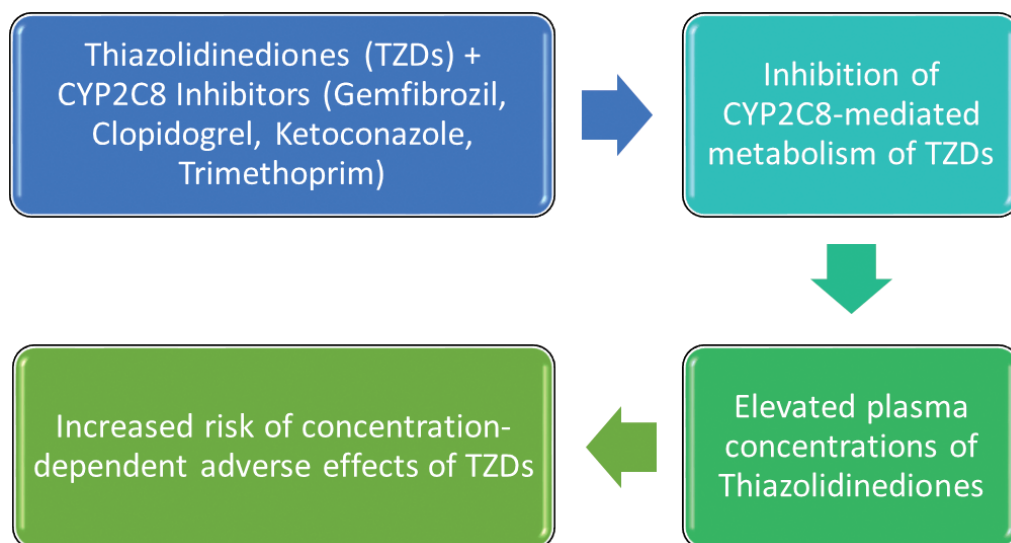 Thiazolidinediones (TZDs) +
CYP2C8 Inhibitors (Gemfibrozil,
Clopidogrel, Ketoconazole,
Trimethoprim)
Inhibition of
CYP2C8-mediated
metabolism of TZDs
Elevated plasma
concentrations of
Thiazolidinediones
Increased risk of concentration-
dependent adverse effects of TZDs